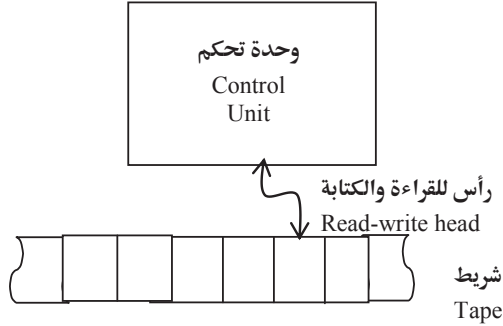 وحدة تحكم
Control
Unit
رأس للقراءة والكتابة
Read-write head
شريط
Tape